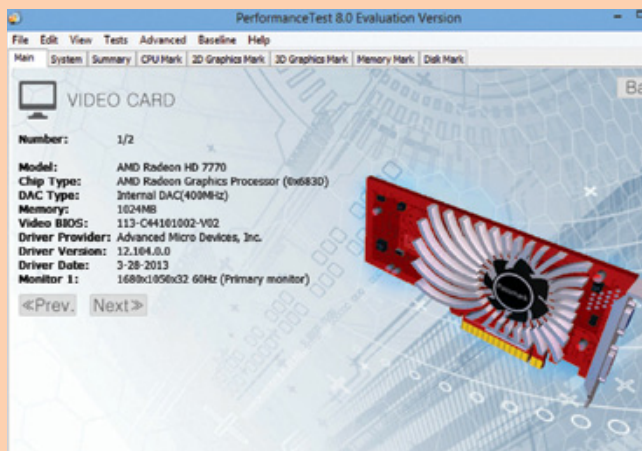 PerformanceTest 8.0 Evaluation Version
File Edit View Tests Advanced Baseline Help
Main System Summary CPU Mark 2D Graphics Mark 3D Graphics Mark Memory Mark Disk Mark
VIDEO CARD
Ba
Number: 1/2
Model: AMD Radeon HD 7770
Chip Type: AMD Radeon Graphics Processor (0x683D)
DAC Type: Internal DAC(400MHz)
Memory: 1024MB
Video BIOS: 113-C44101002-V02
Driver Provider: Advanced Micro Devices, Inc.
Driver Version: 12.104.0.0
Driver Date: 3-28-2013
Monitor 1: 1680x1050x32 60Hz (Primary monitor)
≪Prev. Next≫